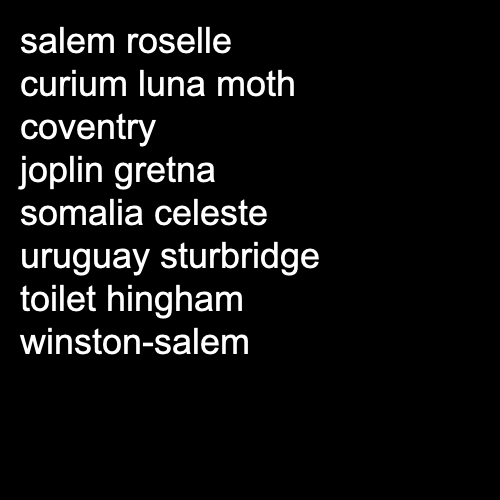 salem roselle
curium luna moth
coventry
joplin gretna
somalia celeste
uruguay sturbridge
toilet hingham
winston-salem